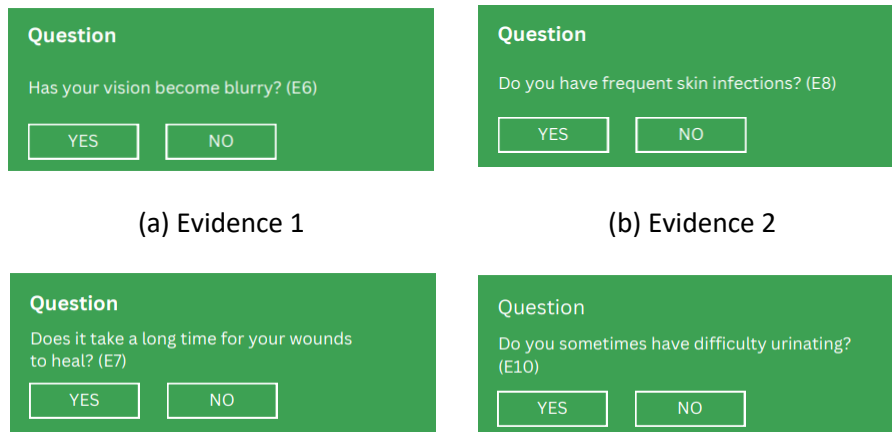 Question
Has your vision become blurry? (E6)
YES NO
Question
Do you have frequent skin infections? (E8)
YES NO
(a) Evidence 1
(b) Evidence 2
Question
Does it take a long time for your wounds
to heal? (E7)
YES NO
Question
Do you sometimes have difficulty urinating?
(E10)
YES NO